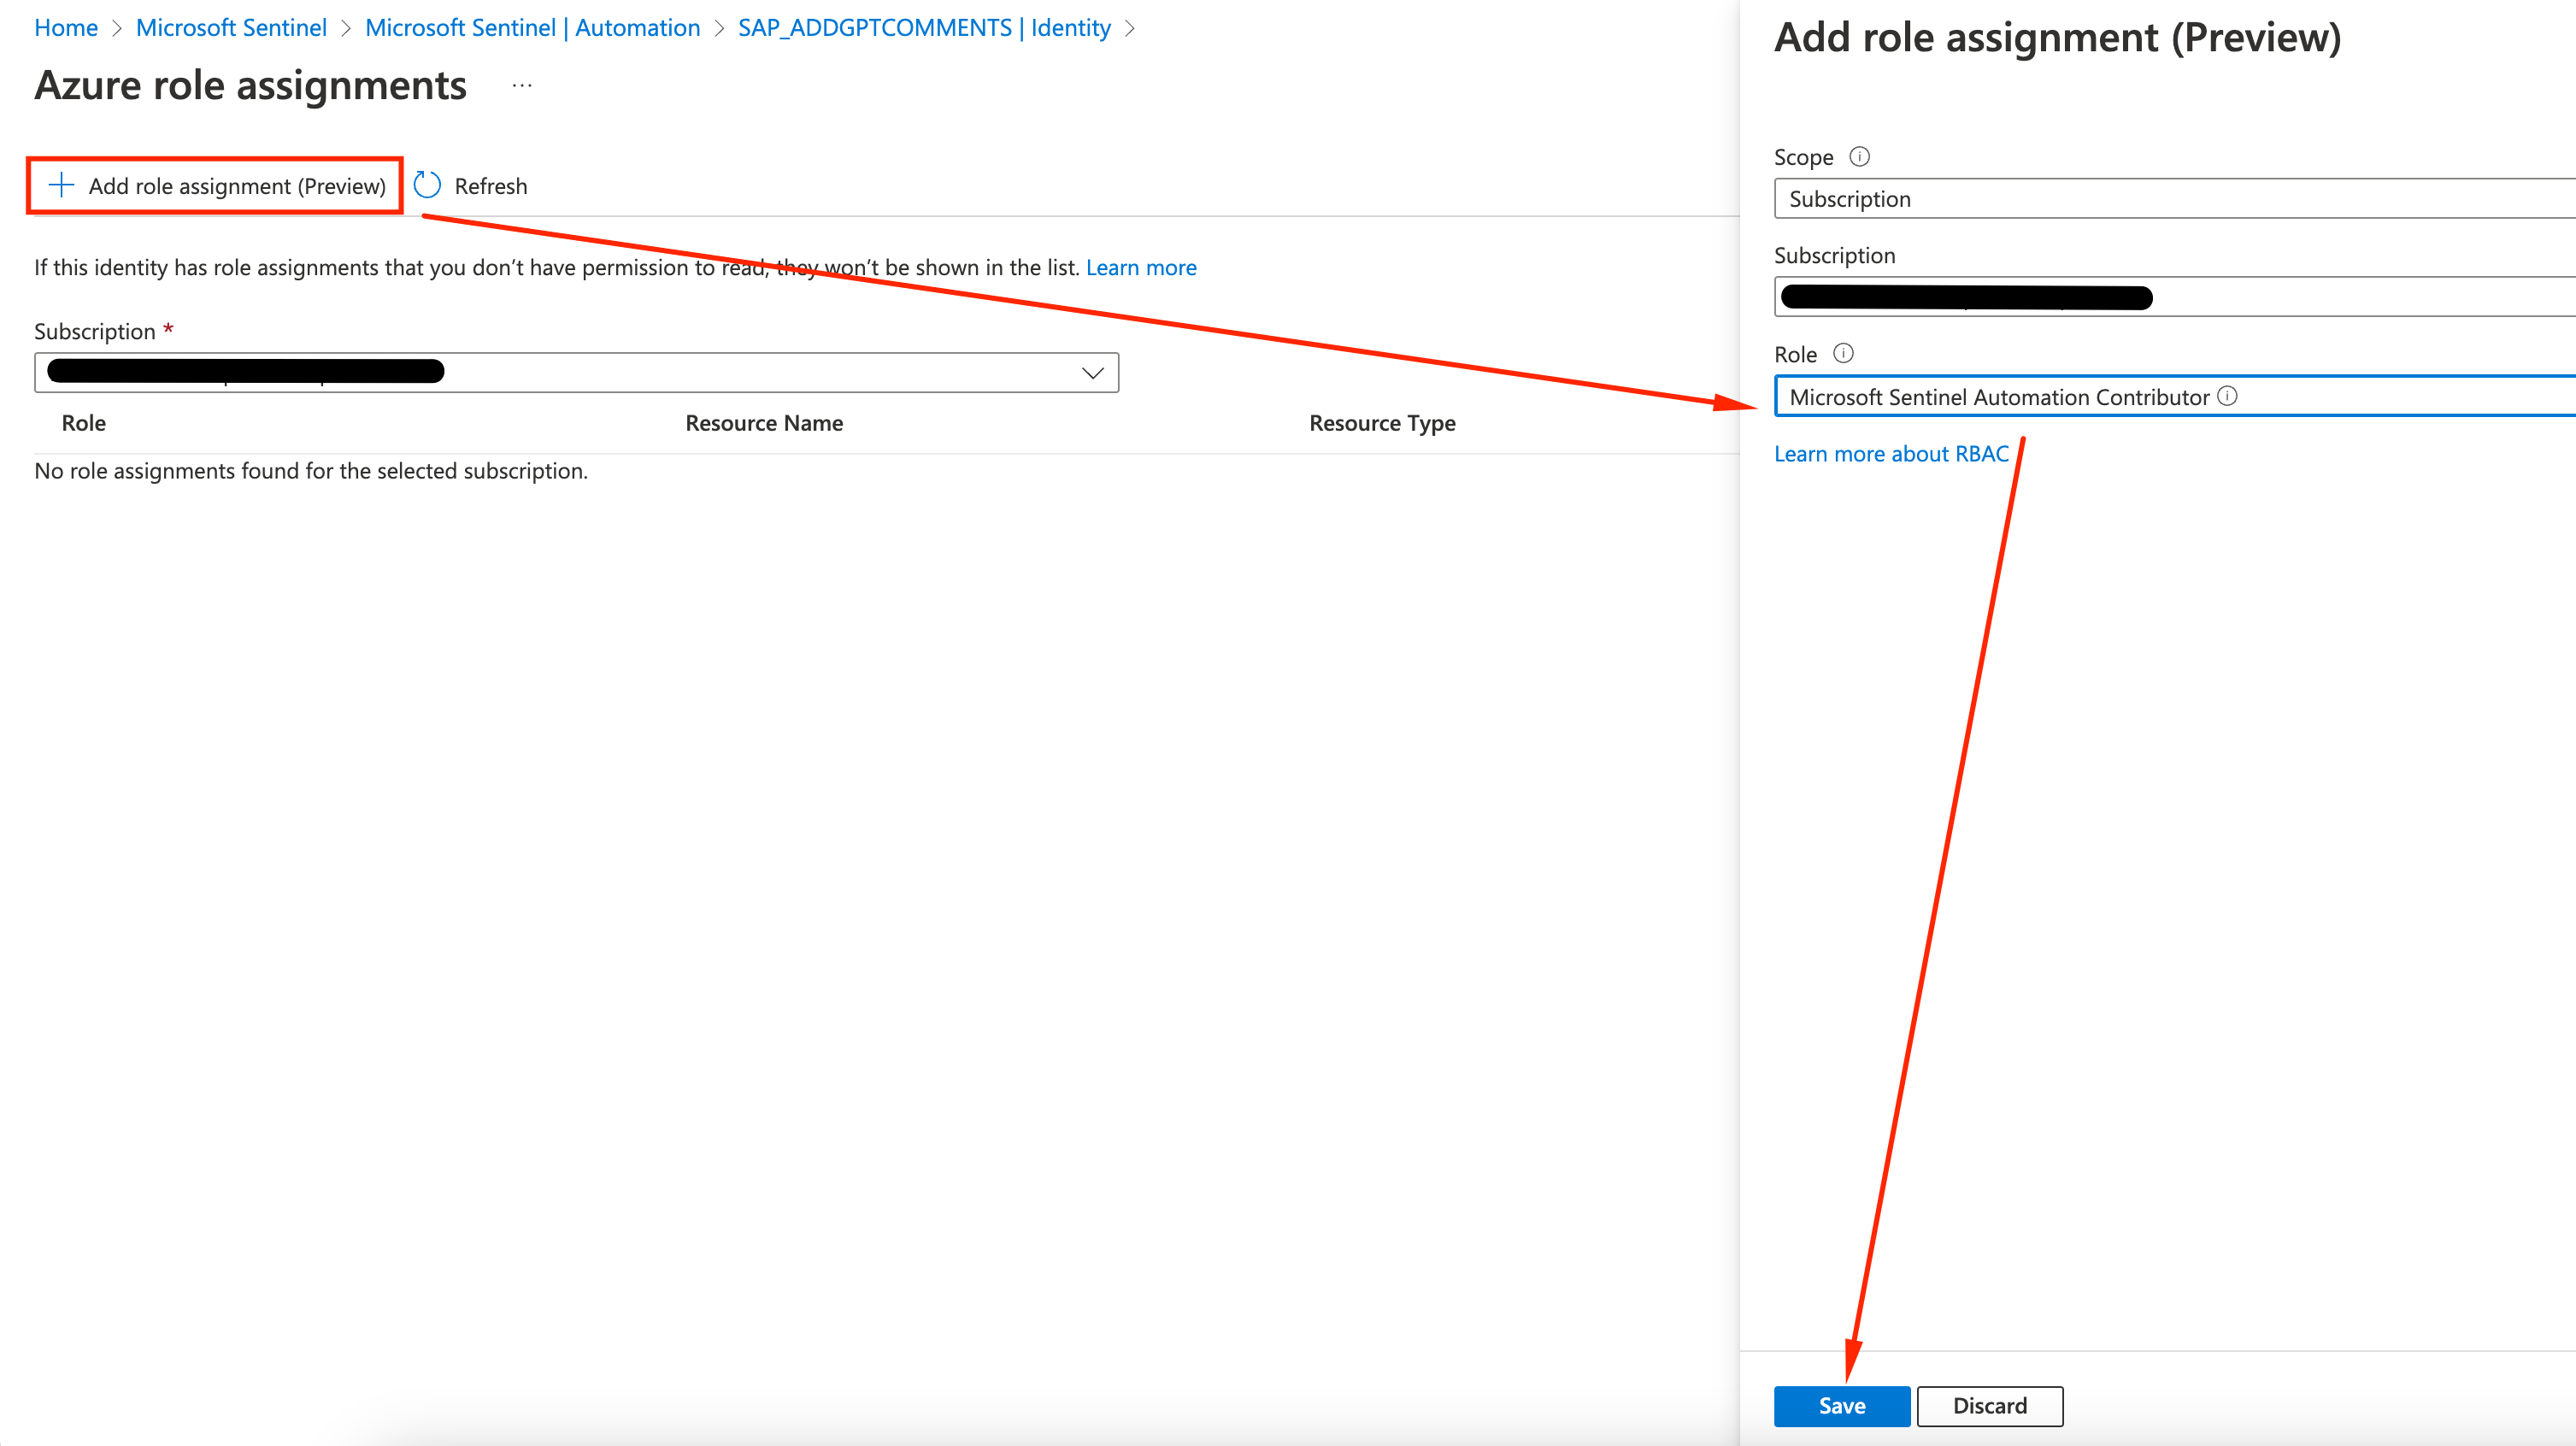 Home > Microsoft Sentinel > Microsoft Sentinel | Automation > SAP_ADDGPTCOMMENTS | Identity >
Azure role assignments ...
Add role assignment (Preview) Refresh
If this identity has role assignments that you don't have permission to read, they won't be shown in the list. Learn more
Subscription *
Role Resource Name Resource Type
No role assignments found for the selected subscription.
Add role assignment (Preview)
Scope
Subscription
Subscription
Role
Microsoft Sentinel Automation Contributor
Learn more about RBAC
Save Discard